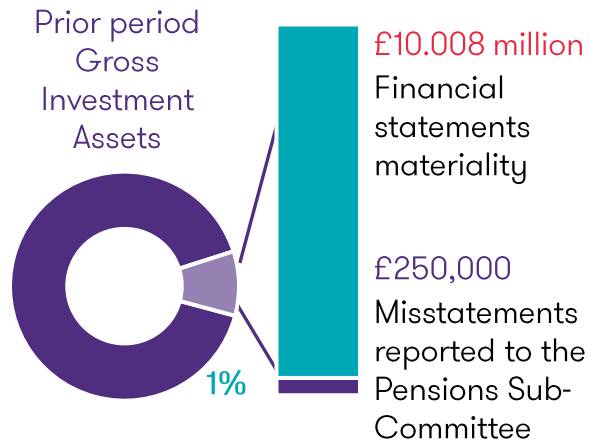 Prior period
Gross
Investment
Assets
1%
£10.008 million
Financial
statements
materiality
£250,000
Misstatements
reported to the
Pensions Sub-
Committee